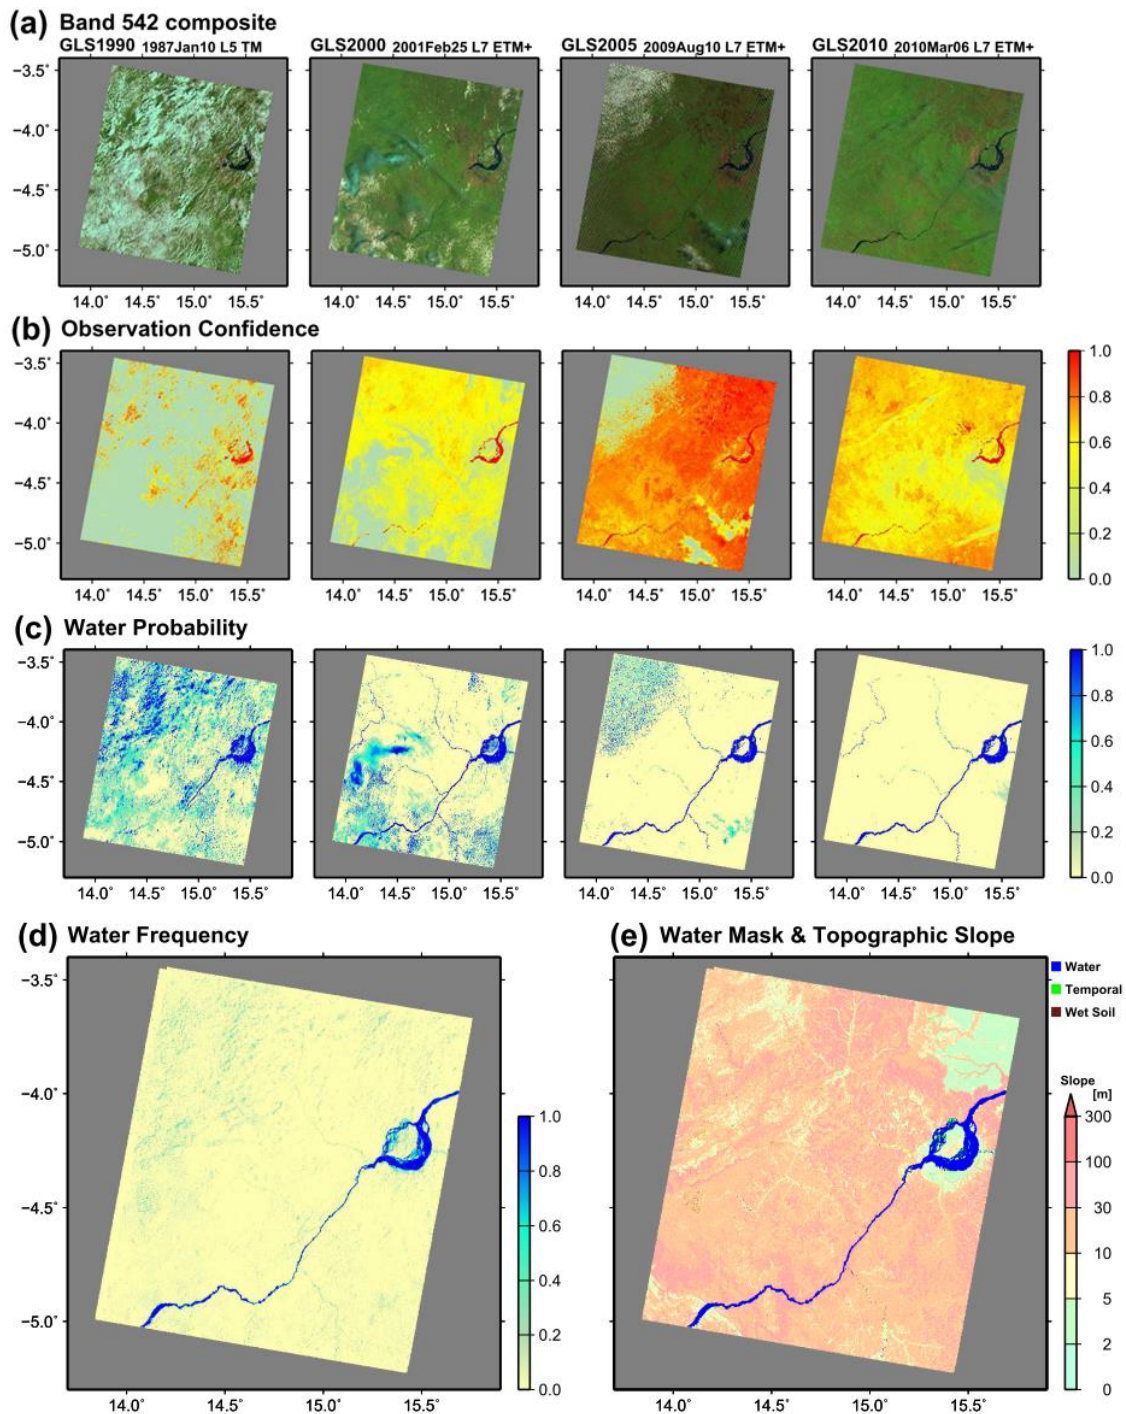 (a) Band 542 composite
GLS1990 1987Jan10 L5 TM
GLS2000 2001Feb25 L7 ETM+
GLS2005 2009Aug10 L7 ETM+
GLS2010 2010Mar06 L7 ETM+
−3.5˚
−4.0˚
−4.5˚
−5.0˚
14.0˚ 14.5˚ 15.0˚ 15.5˚
14.0˚ 14.5˚ 15.0˚ 15.5˚
14.0˚ 14.5˚ 15.0˚ 15.5˚
14.0˚ 14.5˚ 15.0˚ 15.5˚
(b) Observation Confidence
−3.5˚
−4.0˚
−4.5˚
−5.0˚
14.0˚ 14.5˚ 15.0˚ 15.5˚
14.0˚ 14.5˚ 15.0˚ 15.5˚
14.0˚ 14.5˚ 15.0˚ 15.5˚
14.0˚ 14.5˚ 15.0˚ 15.5˚
1.0
0.8
0.6
0.4
0.2
0.0
(c) Water Probability
−3.5˚
−4.0˚
−4.5˚
−5.0˚
14.0˚ 14.5˚ 15.0˚ 15.5˚
14.0˚ 14.5˚ 15.0˚ 15.5˚
14.0˚ 14.5˚ 15.0˚ 15.5˚
14.0˚ 14.5˚ 15.0˚ 15.5˚
1.0
0.8
0.6
0.4
0.2
0.0
(d) Water Frequency
−3.5˚
−4.0˚
−4.5˚
−5.0˚
14.0˚ 14.5˚ 15.0˚ 15.5˚
1.0
0.8
0.6
0.4
0.2
0.0
(e) Water Mask & Topographic Slope
14.0˚ 14.5˚ 15.0˚ 15.5˚
Water
Temporal
Wet Soil
Slope
[m]
300
100
30
10
5
2
0